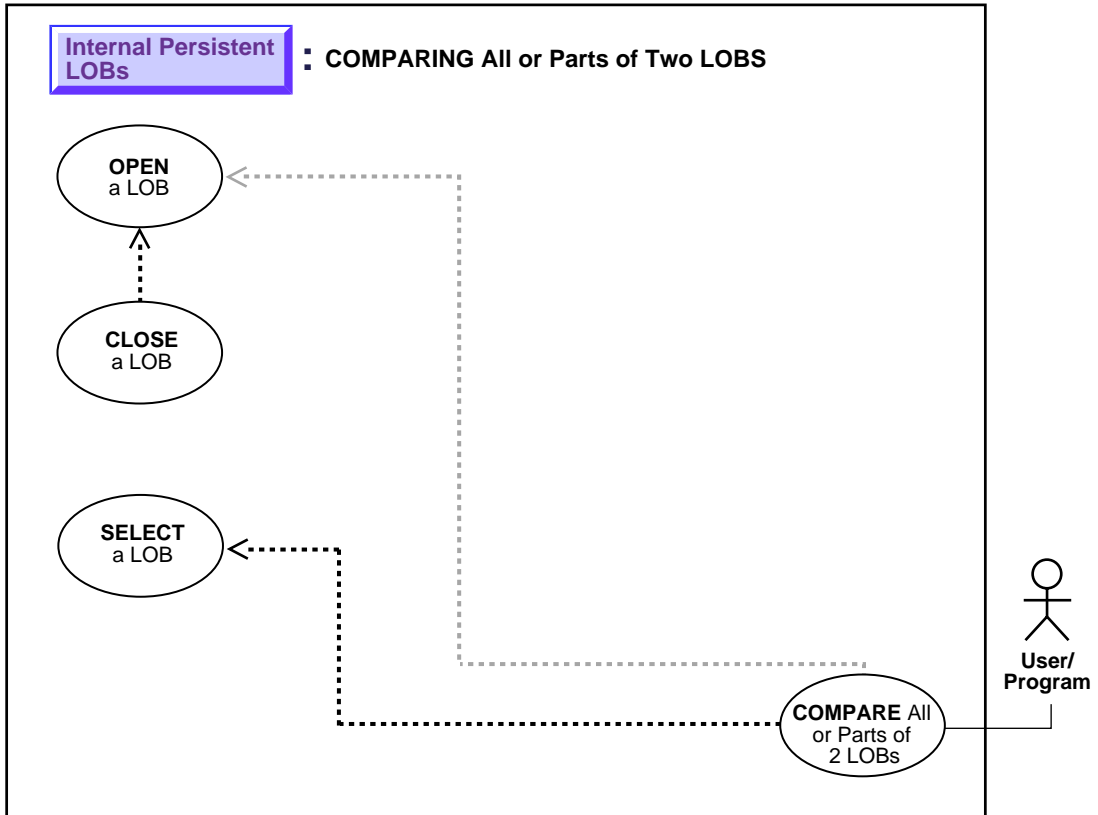 Internal Persistent
LOBs
: COMPARING All or Parts of Two LOBS
OPEN
a LOB
CLOSE
a LOB
SELECT
a LOB
User/
Program
COMPARE All
or Parts of
2 LOBs